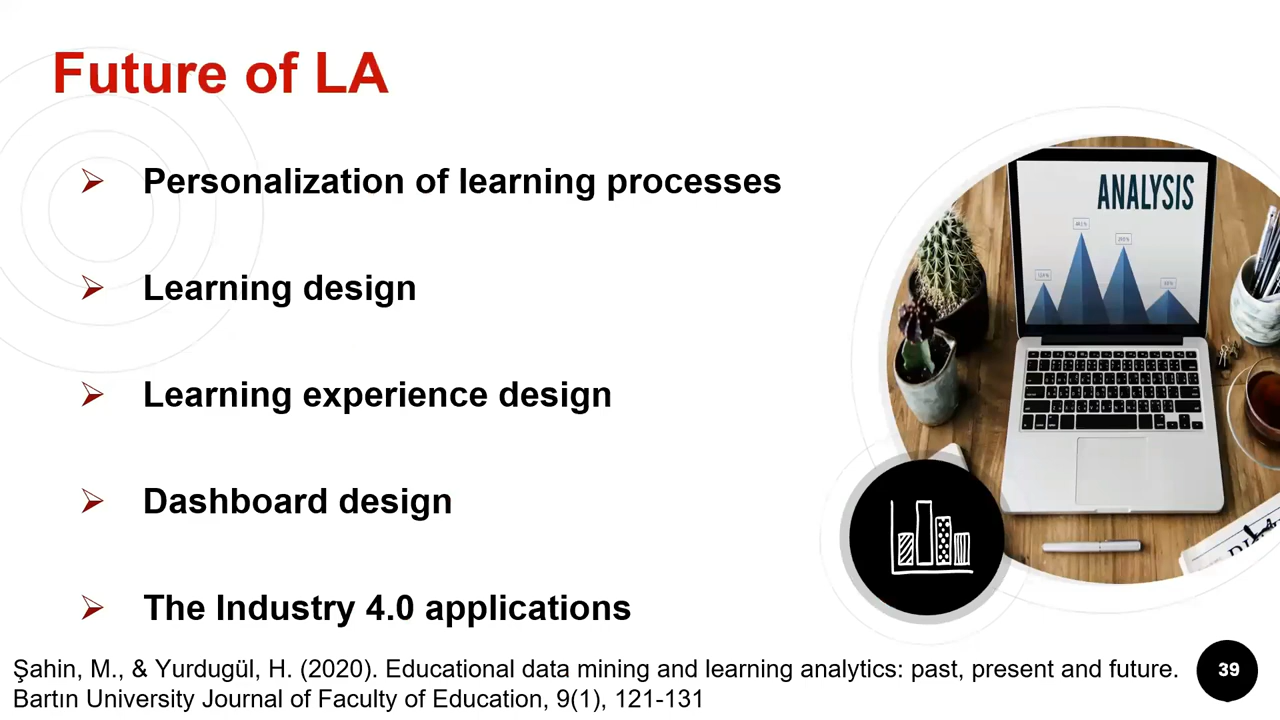 Future of LA
Personalization of learning processes
Learning design
Learning experience design
Dashboard design
The Industry 4.0 applications
ANALYSIS
Şahin, M., & Yurdugül, H. (2020). Educational data mining and learning analytics: past, present and future.
Bartın University Journal of Faculty of Education, 9(1), 121-131
39